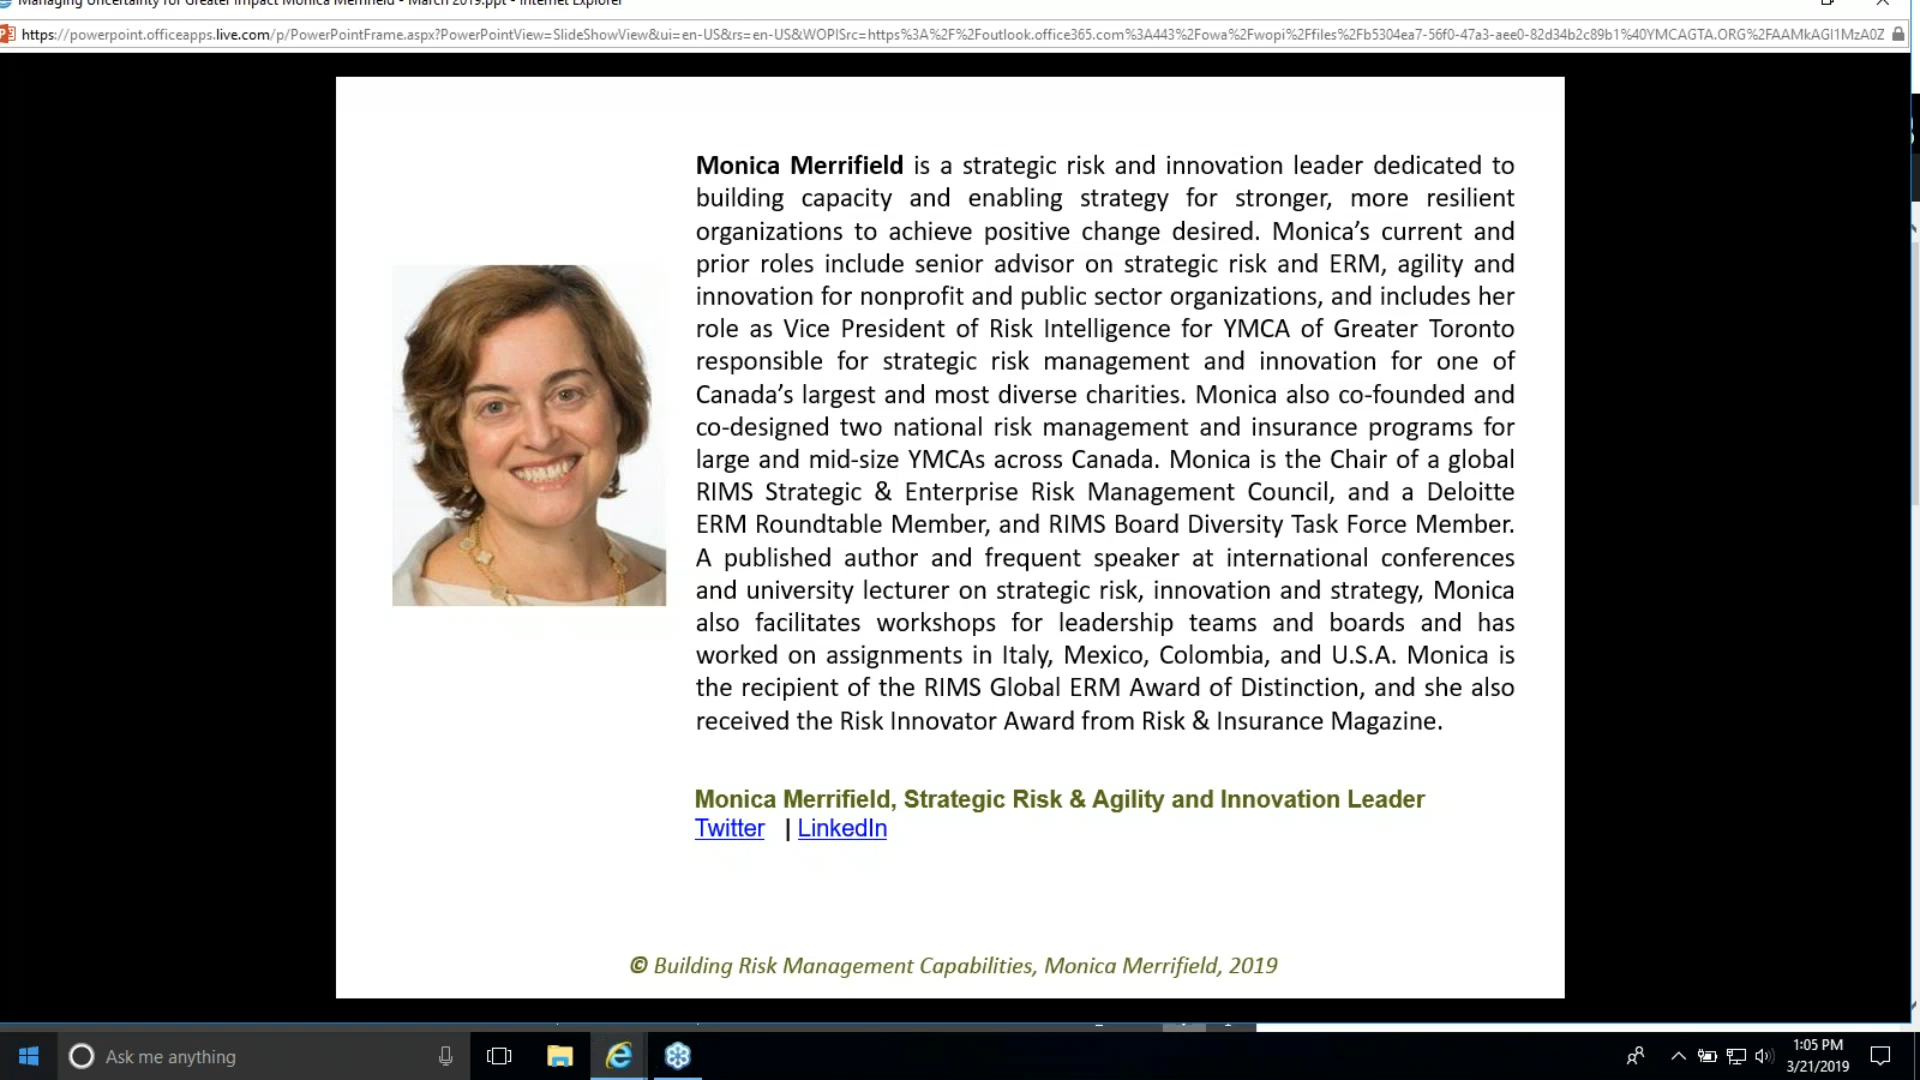 Managing Uncertainty for Greater Impact Monica Merrifield - March 2019.ppt - Internet Explorer
https://powerpoint.officeapps.live.com/p/PowerPointFrame.aspx?PowerPointView=SlideShowView&ui=en-US&rs=en-US&WOPISrc=https%3A%2F%2Foutlook.office365.com%3A443%2Fowa%2Fwopi%2Ffiles%2Fb5304ea7-56f0-47a3-aee0-82d34b2c89b1%40YMCAGTA.ORG%2FAAMkAGI1MzA0Z
Monica Merrifield is a strategic risk and innovation leader dedicated to
building capacity and enabling strategy for stronger, more resilient
organizations to achieve positive change desired. Monica’s current and
prior roles include senior advisor on strategic risk and ERM, agility and
innovation for nonprofit and public sector organizations, and includes her
role as Vice President of Risk Intelligence for YMCA of Greater Toronto
responsible for strategic risk management and innovation for one of
Canada’s largest and most diverse charities. Monica also co-founded and
co-designed two national risk management and insurance programs for
large and mid-size YMCAs across Canada. Monica is the Chair of a global
RIMS Strategic & Enterprise Risk Management Council, and a Deloitte
ERM Roundtable Member, and RIMS Board Diversity Task Force Member.
A published author and frequent speaker at international conferences
and university lecturer on strategic risk, innovation and strategy, Monica
also facilitates workshops for leadership teams and boards and has
worked on assignments in Italy, Mexico, Colombia, and U.S.A. Monica is
the recipient of the RIMS Global ERM Award of Distinction, and she also
received the Risk Innovator Award from Risk & Insurance Magazine.
Monica Merrifield, Strategic Risk & Agility and Innovation Leader
Twitter | LinkedIn
© Building Risk Management Capabilities, Monica Merrifield, 2019
Ask me anything
1:05 PM
3/21/2019